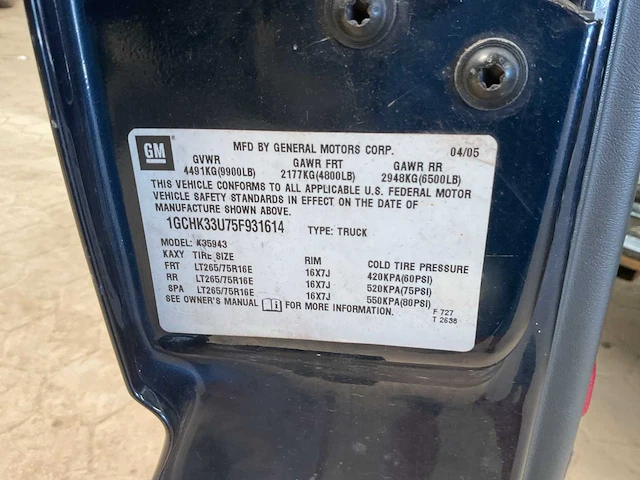 GM
MFD BY GENERAL MOTORS CORP. 04/05
GVWR GAWR FRT GAWR RR
4491KG(9900LB) 2177KG(4800LB) 2948KG(6500LB)
THIS VEHICLE CONFORMS TO ALL APPLICABLE U.S. FEDERAL MOTOR
VEHICLE SAFETY STANDARDS IN EFFECT ON THE DATE OF MANUFACTURE
SHOWN ABOVE.
1GCHK33U75F931614 TYPE: TRUCK
MODEL: K35943
KAXY TIRE SIZE RIM COLD TIRE PRESSURE
FRT LT265/75R16E 16X7J 420KPA(60PSI)
RR LT265/75R16E 16X7J 520KPA(75PSI)
SPA LT265/75R16E 16X7J 550KPA(80PSI)
SEE OWNER'S MANUAL FOR MORE INFORMATION. F 727
T 2638